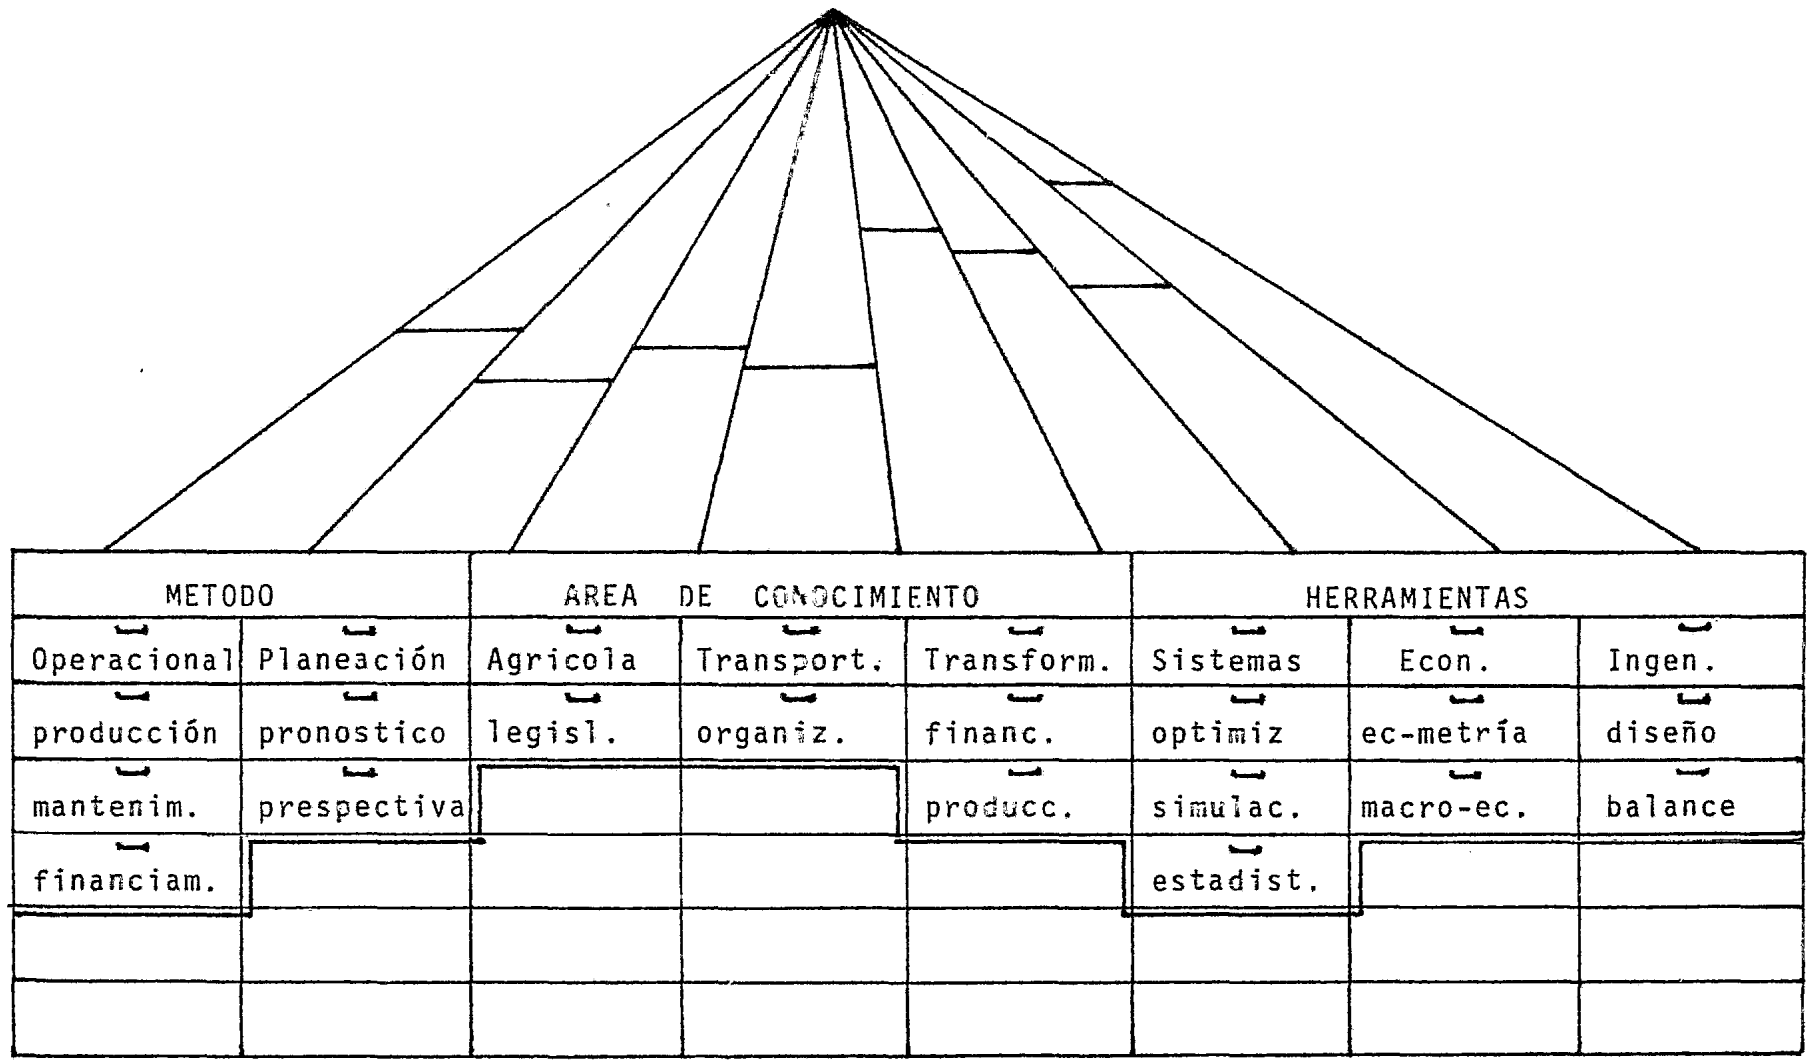 METODO AREA DE CONOCIMIENTO HERRAMIENTAS
Operacional Planeación Agricola Transport. Transform. Sistemas Econ. Ingen.
producción pronostico legisl. organiz. financ. optimiz ec-metría diseño
mantenim. prespectiva producc. simulac. macro-ec. balance
financiam. estadist.